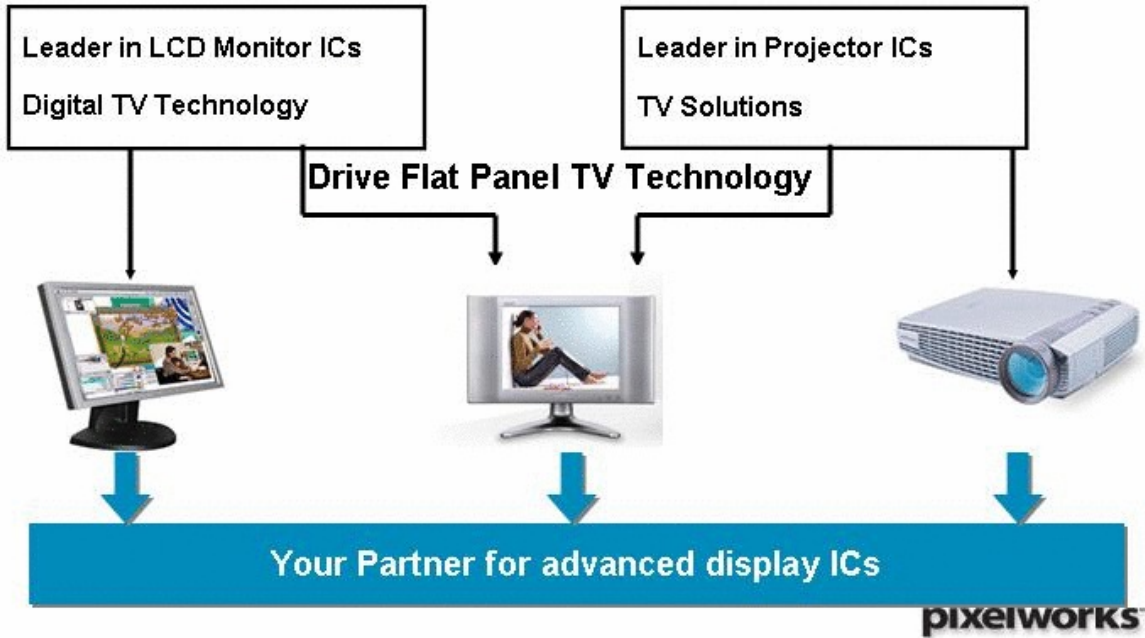 Leader in LCD Monitor ICs
Digital TV Technology
Leader in Projector ICs
TV Solutions
Drive Flat Panel TV Technology
Your Partner for advanced display ICs
pixelworks